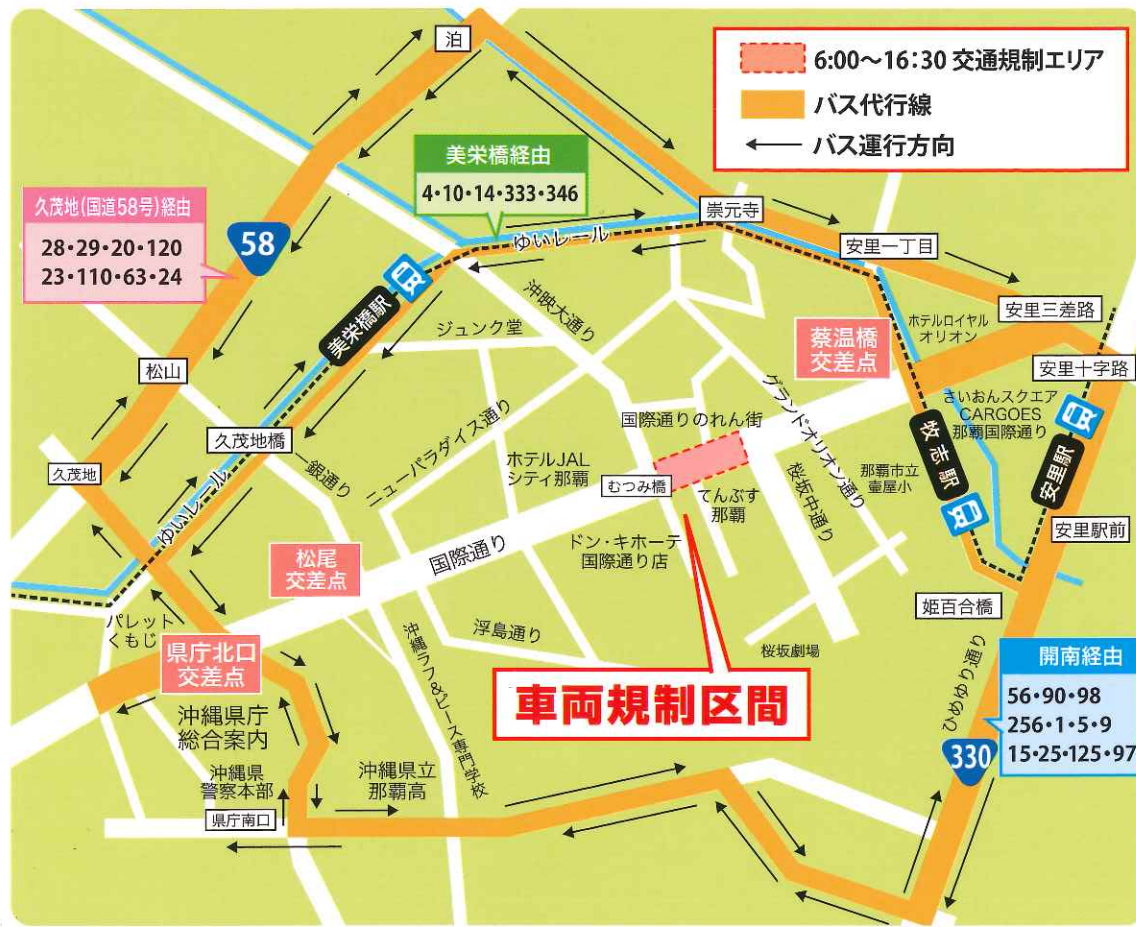 6:00〜16:30 交通規制エリア
バス代行線
バス運行方向
泊
美栄橋経由
4・10・14・333・346
久茂地(国道58号)経由
28・29・20・120
23・110・63・24
58
崇元寺
ゆいレール
安里一丁目
安里三差路
美栄橋駅
沖映大通り
ジュンク堂
蔡温橋
交差点
ホテルロイヤル
オリオン
安里十字路
松山
さいおんスクエア
CARGOES
那覇国際通り
グランドオリオン通り
国際通りのれん街
久茂地橋
一銀通り
ニューパラダイス通り
ホテルJAL
シティ那覇
牧志駅
安里駅
久茂地
むつみ橋
てんぶす
那覇
桜坂中通り
那覇市立
壷屋小
ゆいレール
安里駅前
松尾
交差点
国際通り
ドン・キホーテ
国際通り店
姫百合橋
パレット
くもじ
浮島通り
桜坂劇場
県庁北口
交差点
沖縄ラフ&ピース専門学校
車両規制区間
ひめゆり通り
開南経由
56・90・98
256・1・5・9
15・25・125・97
330
沖縄県庁
総合案内
沖縄県
警察本部
沖縄県立
那覇高
県庁南口